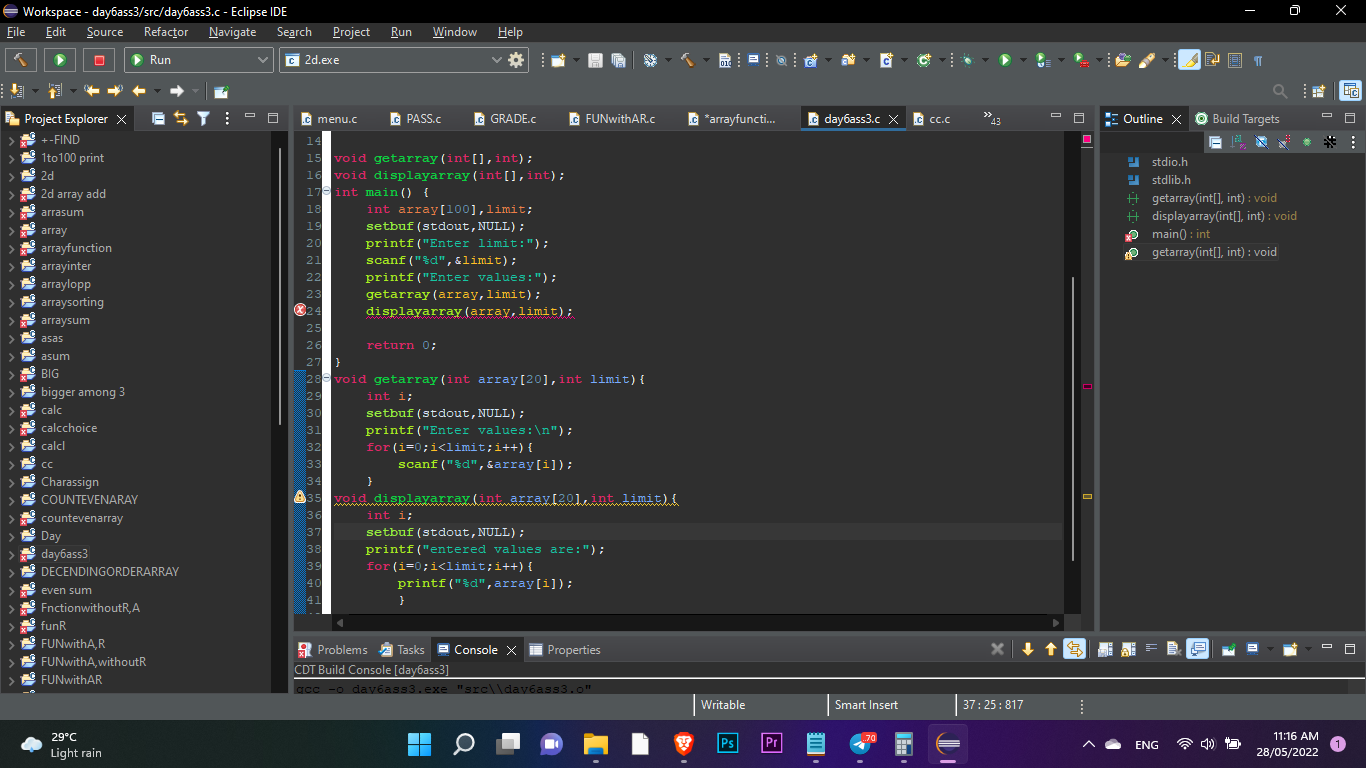 Workspace - day6ass3/src/day6ass3.c - Eclipse IDE
File Edit Source Refactor Navigate Search Project Run Window Help
Run
2d.exe
Project Explorer
+-FIND
1to100 print
2d
2d array add
arrasum
array
arrayfunction
arrayinter
arraylopp
arraysorting
arraysum
asas
asum
BIG
bigger among 3
calc
calcchoice
calcl
cc
Charassign
COUNTEVENARAY
countevenarray
Day
day6ass3
DECENDINGORDERARRAY
even sum
FnctionwithoutR,A
funR
FUNwithA,R
FUNwithA,withoutR
FUNwithAR
menu.c PASS.c GRADE.c FUNwithAR.c *arrayfuncti... day6ass3.c cc.c »43
14
15 void getarray(int[],int);
16 void displayarray(int[],int);
17 int main() {
18 int array[100],limit;
19 setbuf(stdout,NULL);
20 printf("Enter limit:");
21 scanf("%d",&limit);
22 printf("Enter values:");
23 getarray(array,limit);
24 displayarray(array,limit);
25
26 return 0;
27 }
28 void getarray(int array[20],int limit){
29 int i;
30 setbuf(stdout,NULL);
31 printf("Enter values:\n");
32 for(i=0;i<limit;i++){
33 scanf("%d",&array[i]);
34 }
35 void displayarray(int array[20],int limit){
36 int i;
37 setbuf(stdout,NULL);
38 printf("entered values are:");
39 for(i=0;i<limit;i++){
40 printf("%d",array[i]);
41 }
Outline Build Targets
stdio.h
stdlib.h
getarray(int[], int) : void
displayarray(int[], int) : void
main() : int
getarray(int[], int) : void
Problems Tasks Console Properties
CDT Build Console [day6ass3]
gcc -o day6ass3.exe "src\\day6ass3.o"
Writable Smart Insert 37 : 25 : 817
29°C
Light rain
Ps Pr 70
ENG
11:16 AM
28/05/2022
1